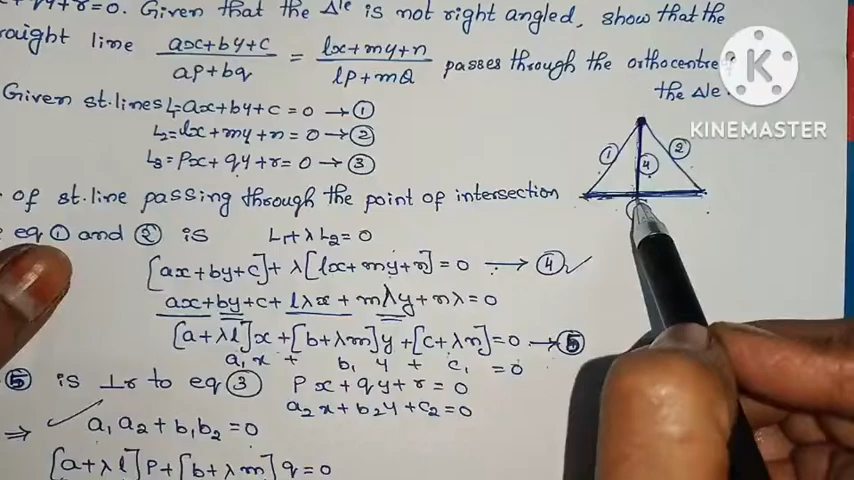 +r=0. Given that the Δle is not right angled, show that the
raight line (ax+by+c)/(ap+bq) = (lx+my+n)/(lp+mQ) passes through the orthocentre
the Δle.
K
KINEMASTER
Given st.lines L₁=ax+by+c=0 →①
L₂=lx+my+n=0 →②
L₃=Px+qy+r=0 →③
① ② ④
of st.line passing through the point of intersection
eq ① and ② is L₁+λL₂=0
[ax+by+c]+λ[lx+my+n]=0 → ④✓
ax+by+c+lλx+mλy+nλ=0
[a+λl]x+[b+λm]y+[c+λn]=0 →⑤
a₁x + b₁y + c₁ =0
⑤ is ⊥r to eq ③ Px+qy+r=0
a₂x+b₂y+c₂=0
⇒ a₁a₂+b₁b₂=0
[a+λl]P+[b+λm]q=0